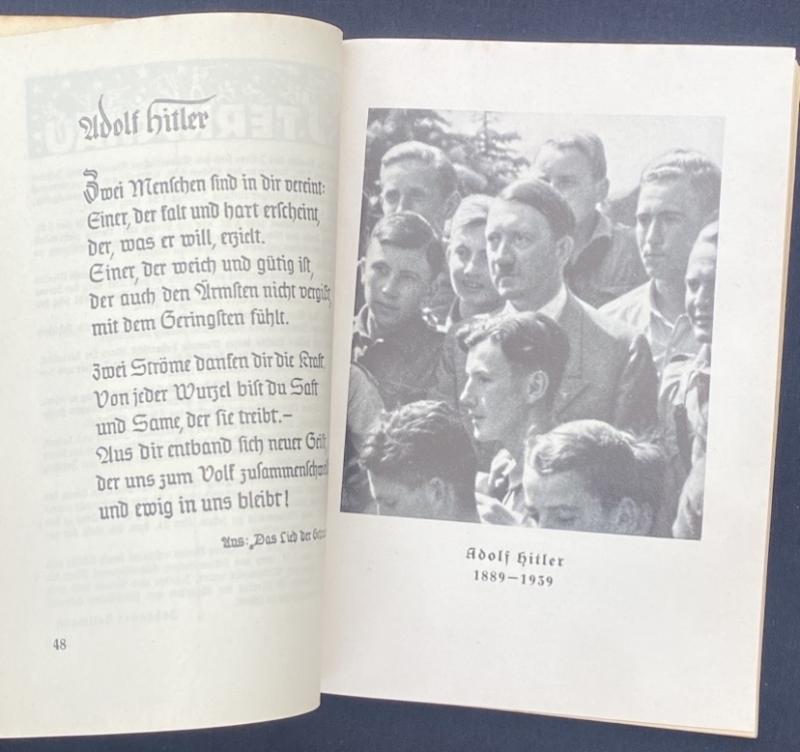 Adolf Hitler
Zwei Menschen sind in dir vereint:
Einer, der kalt und hart erscheint,
der, was er will, erzielt.
Einer, der weich und gütig ist,
der auch den Ärmsten nicht vergißt,
mit dem Geringsten fühlt.
Zwei Ströme danken dir die Kraft.
Von jeder Wurzel bist du Saft
und Same, der sie treibt.–
Aus dir entband sich neuer Geist,
der uns zum Volk
und ewig in uns bleibt!
Aus: „Das Lied der
48
Adolf Hitler
1889–1939